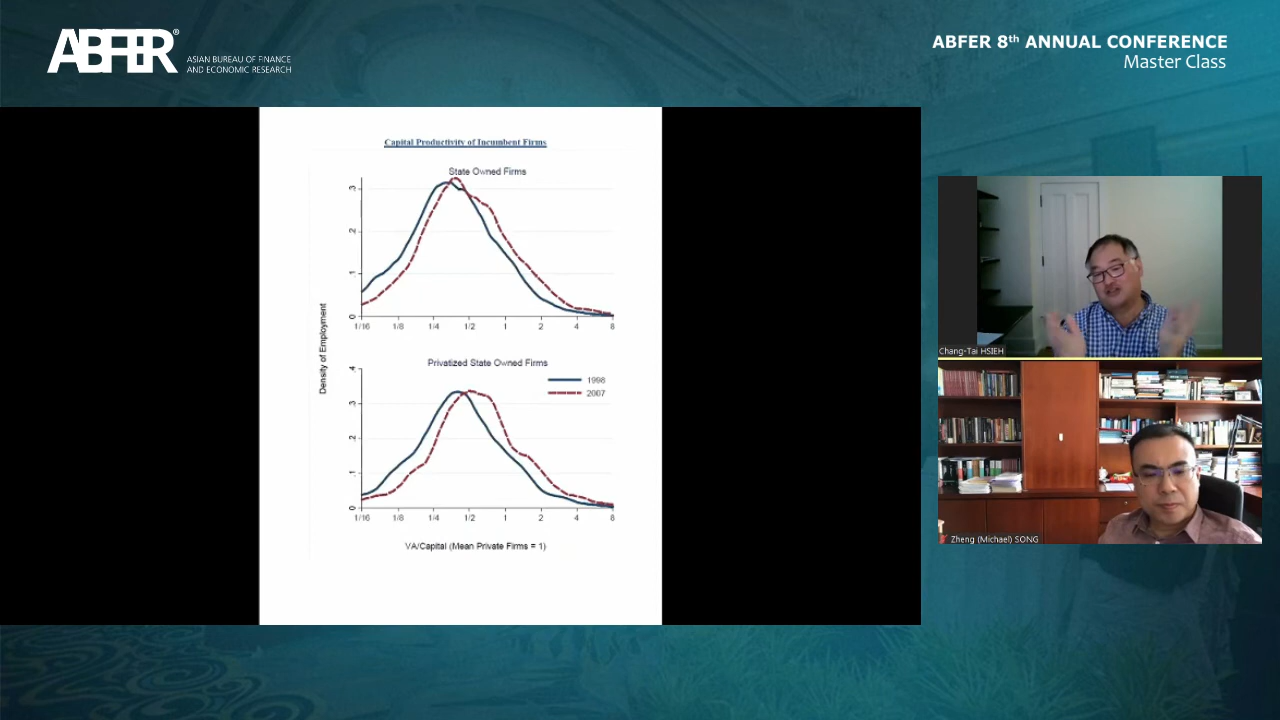 ABFER®
ASIAN BUREAU OF FINANCE
AND ECONOMIC RESEARCH
ABFER 8th ANNUAL CONFERENCE
Master Class
Capital Productivity of Incumbent Firms
State Owned Firms
.3
.2
.1
0
1/16 1/8 1/4 1/2 1 2 4 8
Density of Employment
Privatized State Owned Firms
1998
2007
.4
.3
.2
.1
0
1/16 1/8 1/4 1/2 1 2 4 8
VA/Capital (Mean Private Firms = 1)
Chang-Tai HSIEH
Zheng (Michael) SONG